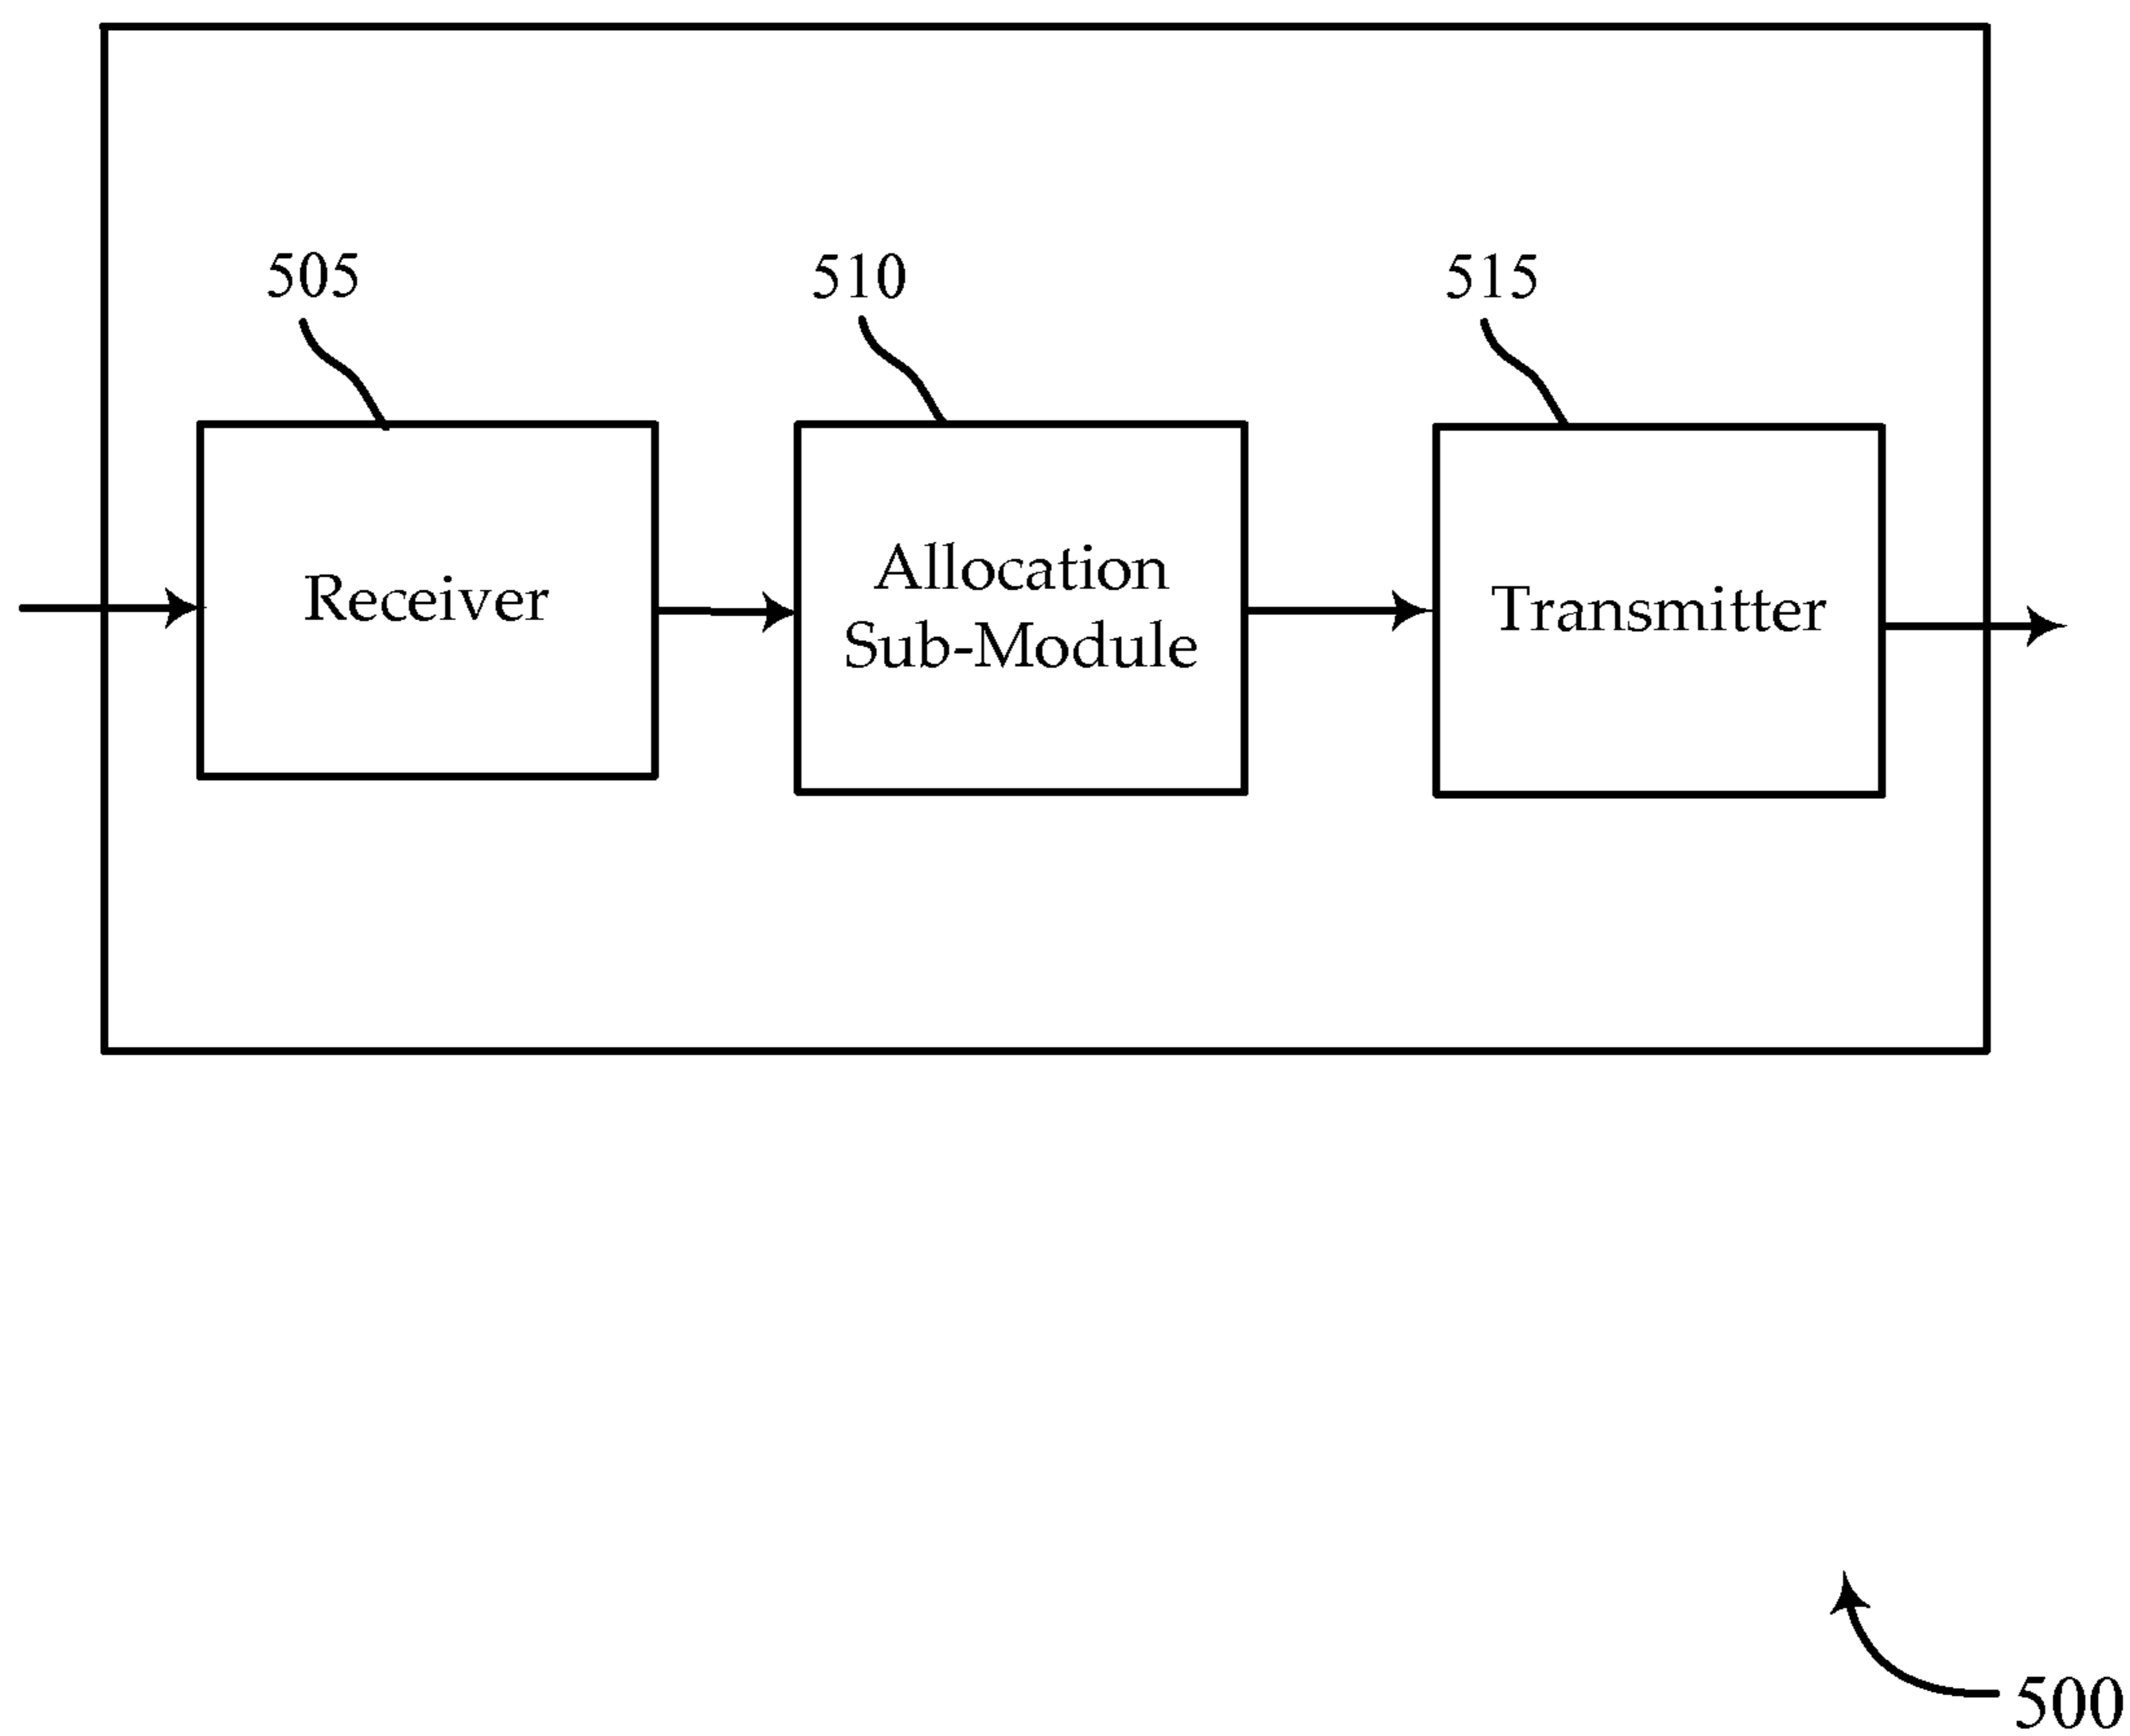 505
510
515
Receiver
Allocation
Sub-Module
Transmitter
500